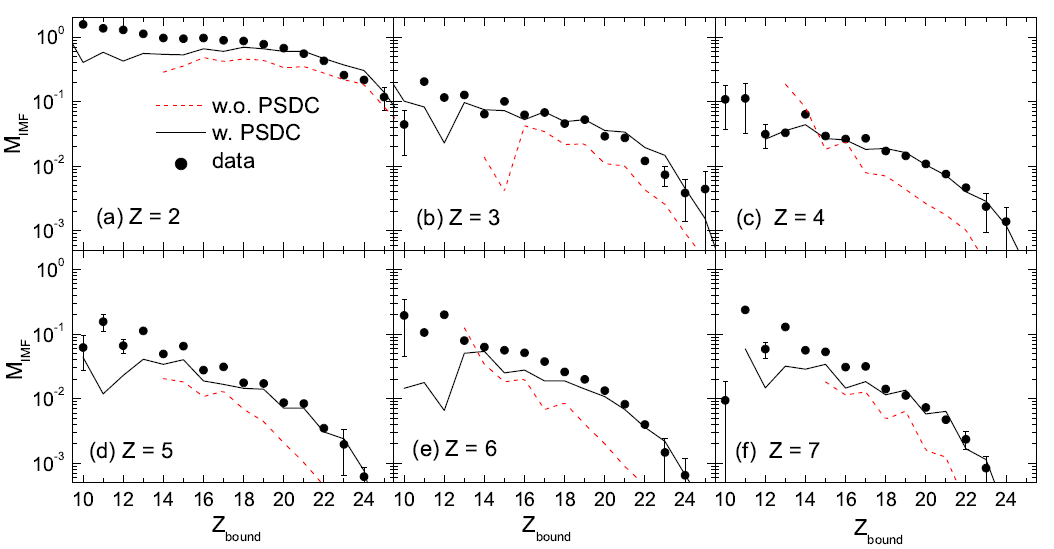 10⁰
10⁻¹
10⁻²
10⁻³
M_IMF
w.o. PSDC
w. PSDC
data
(a) Z = 2
(b) Z = 3
(c) Z = 4
10⁰
10⁻¹
10⁻²
10⁻³
M_IMF
(d) Z = 5
(e) Z = 6
(f) Z = 7
10 12 14 16 18 20 22 24
10 12 14 16 18 20 22 24
10 12 14 16 18 20 22 24
Z_bound
Z_bound
Z_bound